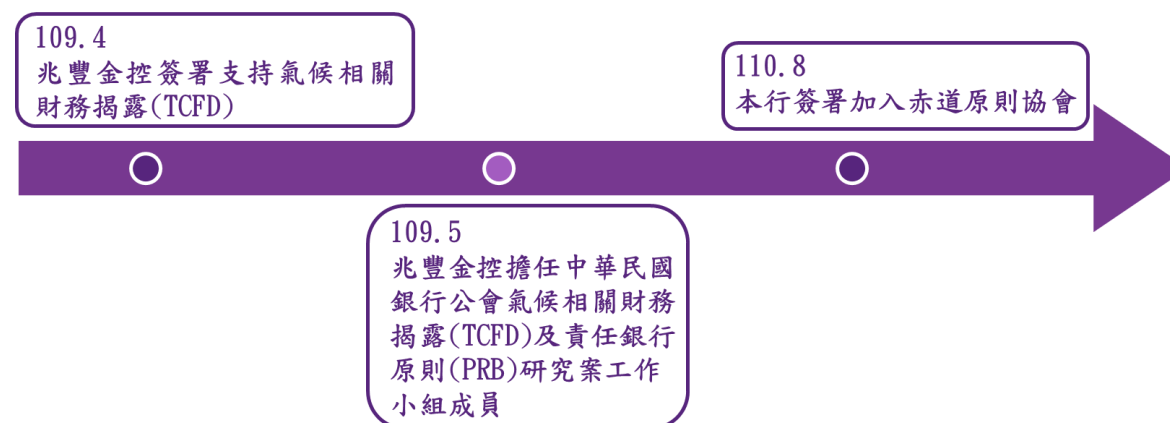 109.4
兆豐金控簽署支持氣候相關
財務揭露(TCFD)
109.5
兆豐金控擔任中華民國
銀行公會氣候相關財務
揭露(TCFD)及責任銀行
原則(PRB)研究案工作
小組成員
110.8
本行簽署加入赤道原則協會